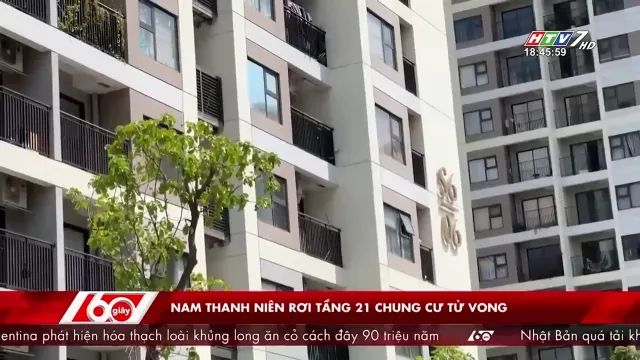 HTV7 HD
18:45:59
S6
06
60 giây
NAM THANH NIÊN RƠI TẦNG 21 CHUNG CƯ TỬ VONG
entina phát hiện hóa thạch loài khủng long ăn cỏ cách đây 90 triệu năm 60 Nhật Bản quá tải k